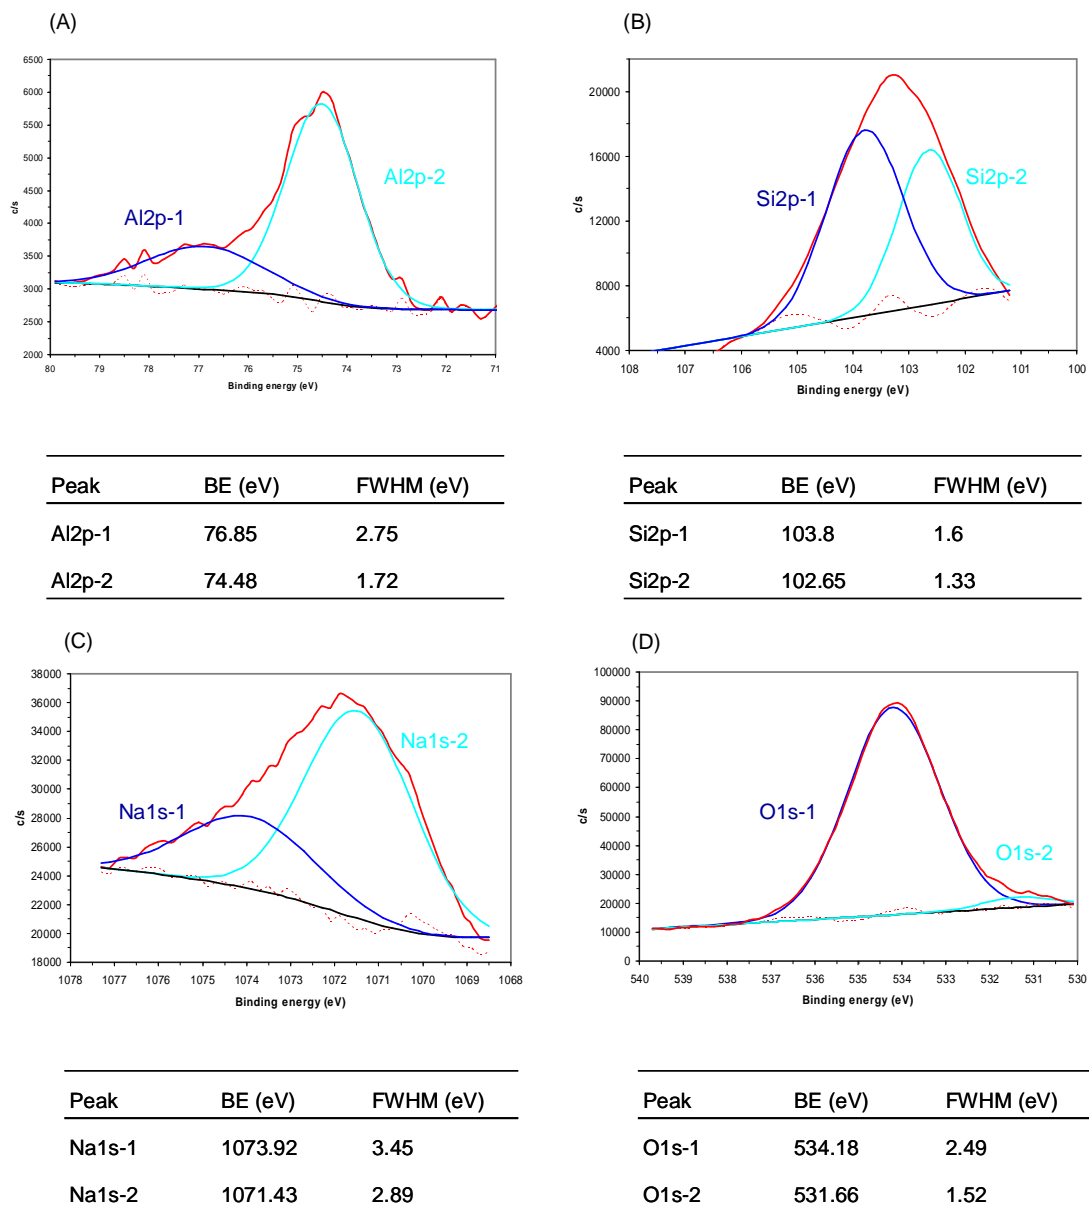 (A)
(B)
6500
6000
5500
5000
4500
4000
3500
3000
2500
2000
c/s
Al2p-1
Al2p-2
80 79 78 77 76 75 74 73 72 71
Binding energy (eV)
20000
16000
12000
8000
4000
c/s
Si2p-1
Si2p-2
108 107 106 105 104 103 102 101 100
Binding energy (eV)
Peak BE (eV) FWHM (eV)
Al2p-1 76.85 2.75
Al2p-2 74.48 1.72
Peak BE (eV) FWHM (eV)
Si2p-1 103.8 1.6
Si2p-2 102.65 1.33
(C)
(D)
38000
36000
34000
32000
30000
28000
26000
24000
22000
20000
18000
c/s
Na1s-1
Na1s-2
1078 1077 1076 1075 1074 1073 1072 1071 1070 1069 1068
Binding energy (eV)
100000
90000
80000
70000
60000
50000
40000
30000
20000
10000
0
c/s
O1s-1
O1s-2
540 539 538 537 536 535 534 533 532 531 530
Binding energy (eV)
Peak BE (eV) FWHM (eV)
Na1s-1 1073.92 3.45
Na1s-2 1071.43 2.89
Peak BE (eV) FWHM (eV)
O1s-1 534.18 2.49
O1s-2 531.66 1.52